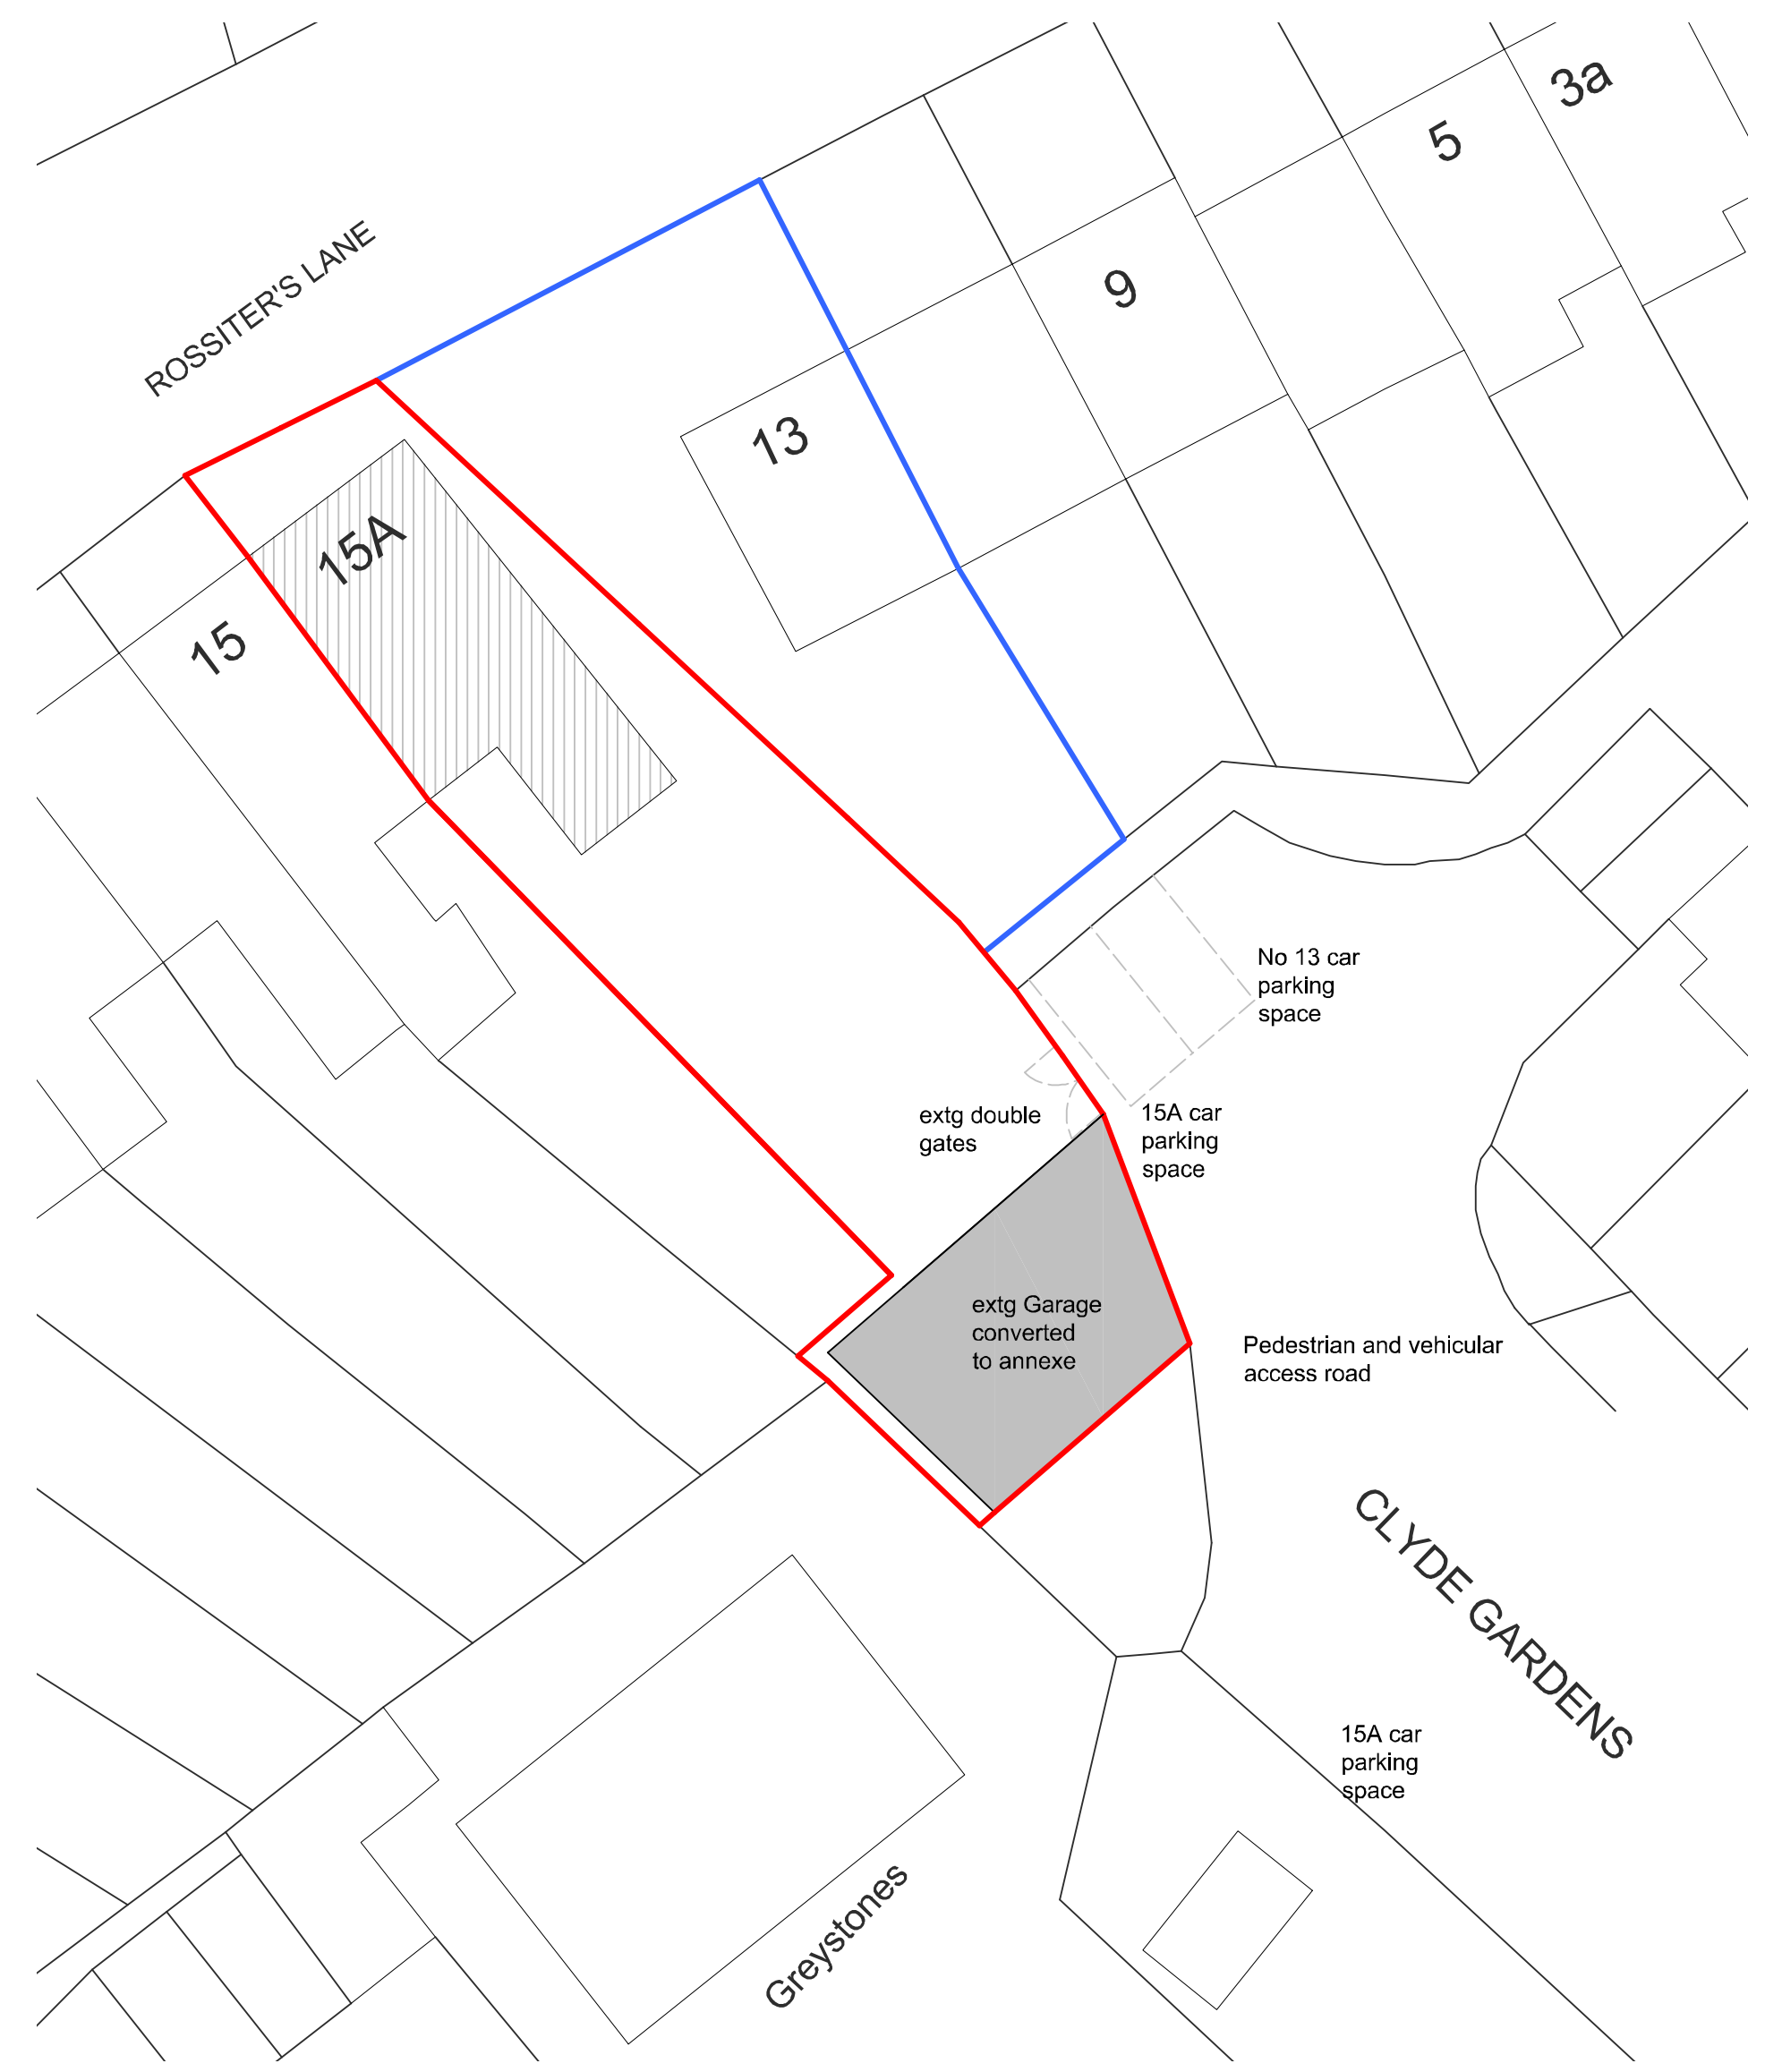 3a
5
ROSSITER'S LANE
9
13
15A
15
No 13 car
parking
space
extg double
gates
15A car
parking
space
extg Garage
converted
to annexe
Pedestrian and vehicular
access road
CLYDE GARDENS
15A car
parking
space
Greystones